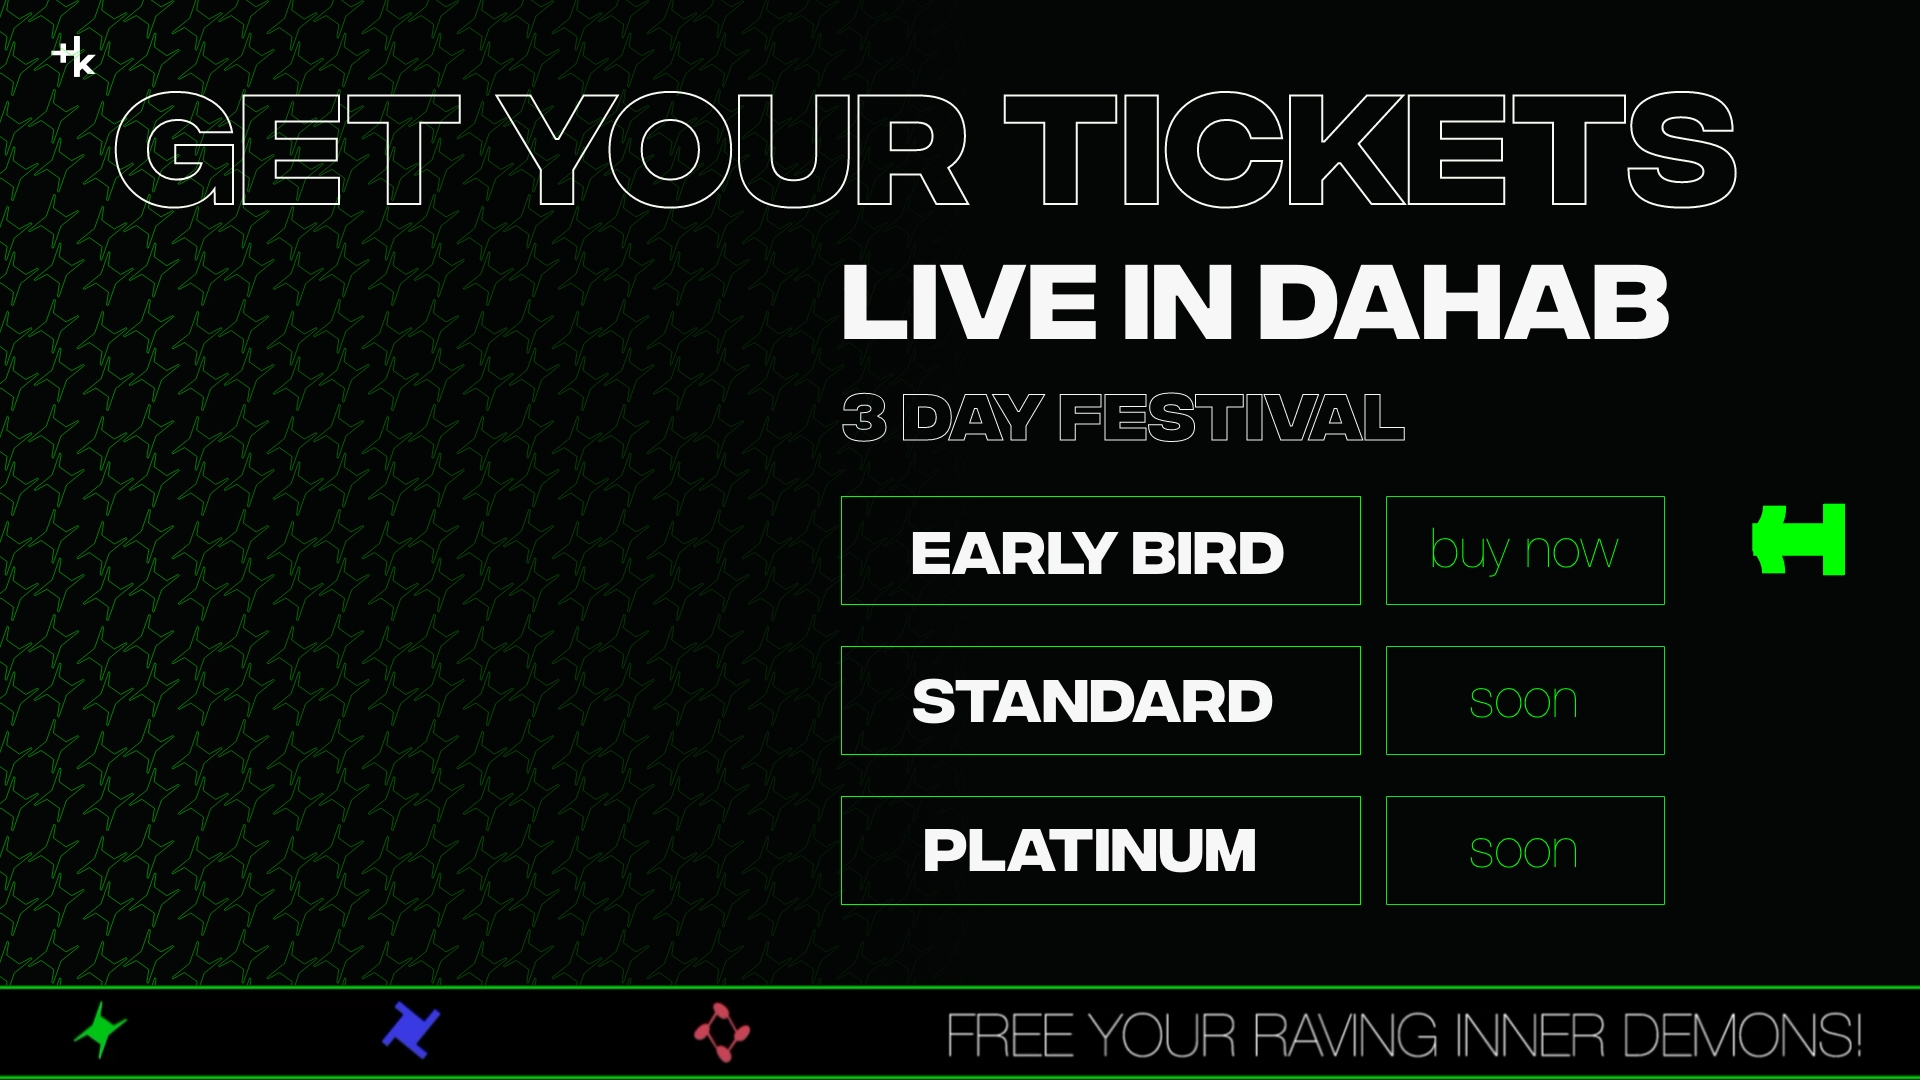 +k
GET YOUR TICKETS
LIVE IN DAHAB
3 DAY FESTIVAL
EARLY BIRD
buy now
STANDARD
soon
PLATINUM
soon
FREE YOUR RAVING INNER DEMONS!